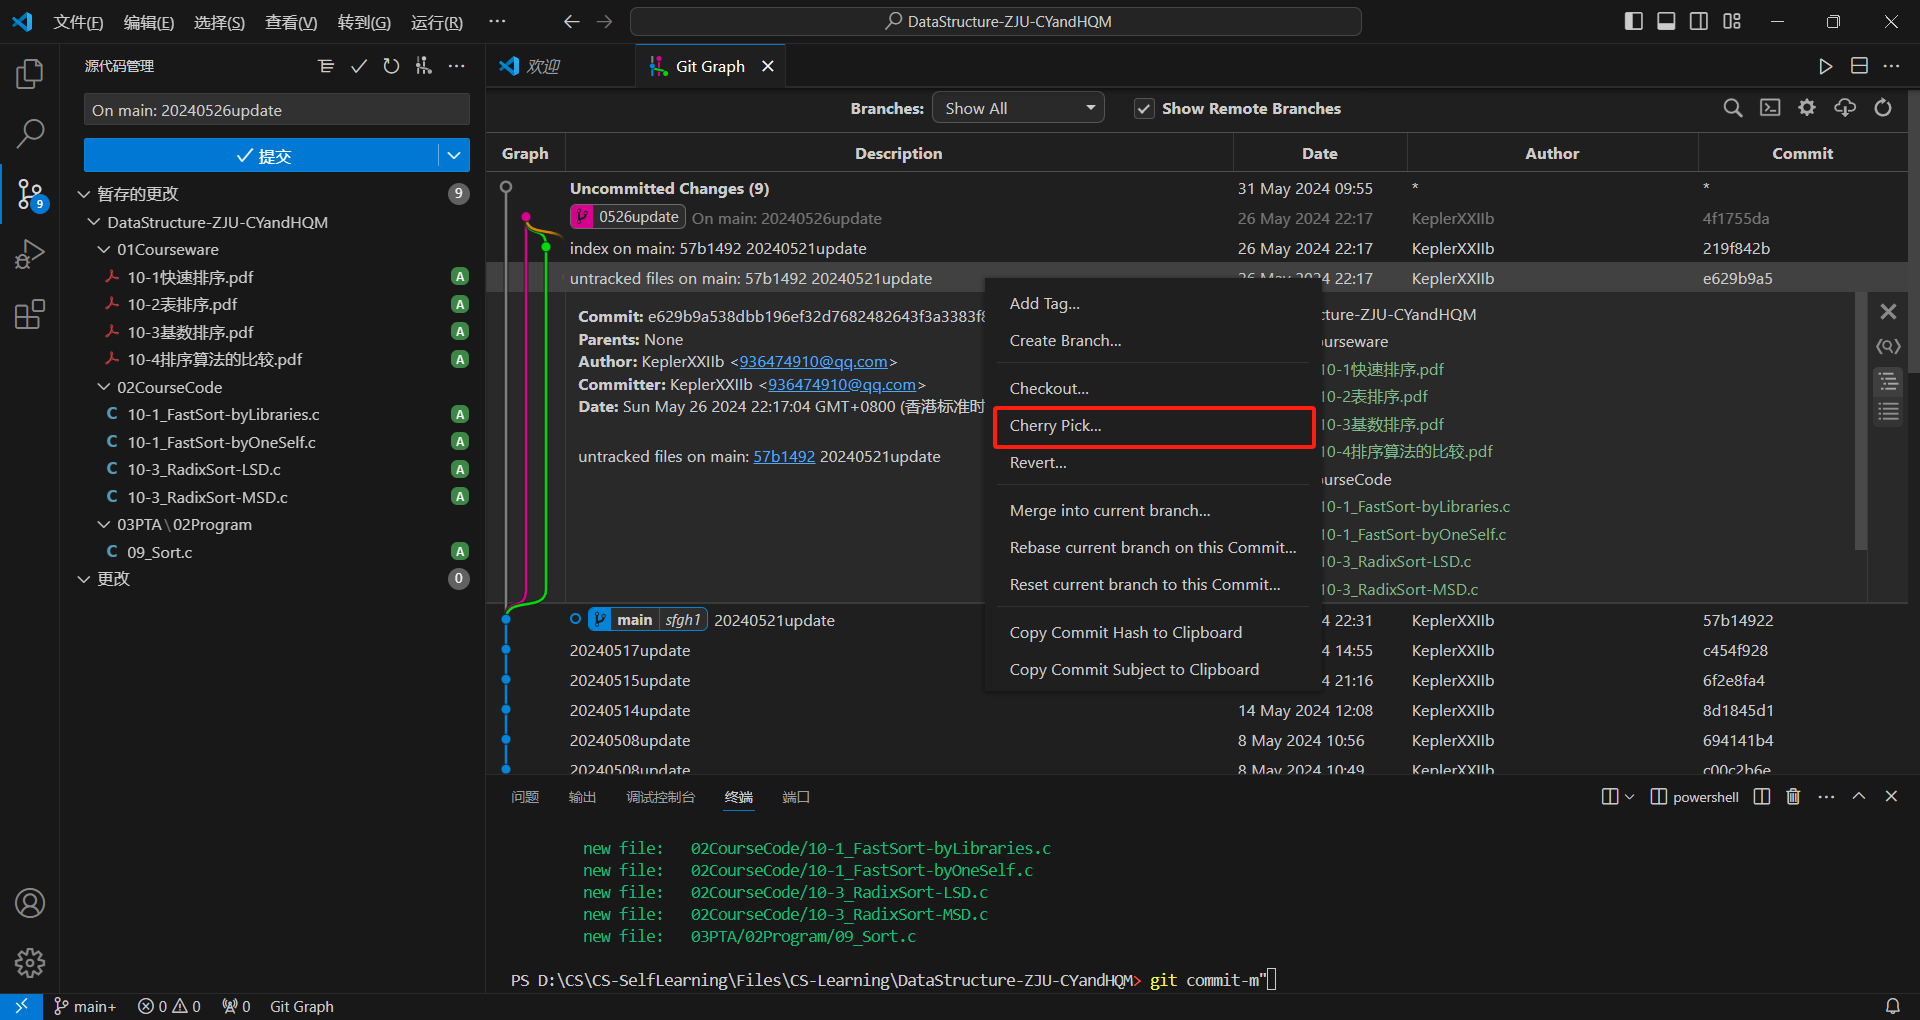 文件(F) 编辑(E) 选择(S) 查看(V) 转到(G) 运行(R) ··· DataStructure-ZJU-CYandHQM
源代码管理
On main: 20240526update
提交
暂存的更改 9
DataStructure-ZJU-CYandHQM
01Courseware
10-1快速排序.pdf A
10-2表排序.pdf A
10-3基数排序.pdf A
10-4排序算法的比较.pdf A
02CourseCode
C 10-1_FastSort-byLibraries.c A
C 10-1_FastSort-byOneSelf.c A
C 10-3_RadixSort-LSD.c A
C 10-3_RadixSort-MSD.c A
03PTA\02Program
C 09_Sort.c A
更改 0
9
欢迎 Git Graph
Branches: Show All Show Remote Branches
Graph Description Date Author Commit
Uncommitted Changes (9) 31 May 2024 09:55 * *
0526update On main: 20240526update 26 May 2024 22:17 KeplerXXIIb 4f1755da
index on main: 57b1492 20240521update 26 May 2024 22:17 KeplerXXIIb 219f842b
untracked files on main: 57b1492 20240521update 26 May 2024 22:17 KeplerXXIIb e629b9a5
Commit: e629b9a538dbb196ef32d7682482643f3a3383f8
Parents: None
Author: KeplerXXIIb <936474910@qq.com>
Committer: KeplerXXIIb <936474910@qq.com>
Date: Sun May 26 2024 22:17:04 GMT+0800 (香港标准时
untracked files on main: 57b1492 20240521update
Add Tag...
Create Branch...
Checkout...
Cherry Pick...
Revert...
Merge into current branch...
Rebase current branch on this Commit...
Reset current branch to this Commit...
Copy Commit Hash to Clipboard
Copy Commit Subject to Clipboard
cture-ZJU-CYandHQM
urseware
10-1快速排序.pdf
10-2表排序.pdf
10-3基数排序.pdf
10-4排序算法的比较.pdf
urseCode
10-1_FastSort-byLibraries.c
10-1_FastSort-byOneSelf.c
10-3_RadixSort-LSD.c
10-3_RadixSort-MSD.c
main sfgh1 20240521update 4 22:31 KeplerXXIIb 57b14922
20240517update 4 14:55 KeplerXXIIb c454f928
20240515update 4 21:16 KeplerXXIIb 6f2e8fa4
20240514update 14 May 2024 12:08 KeplerXXIIb 8d1845d1
20240508update 8 May 2024 10:56 KeplerXXIIb 694141b4
20240508update 8 May 2024 10:49 KeplerXXIIb c00c2b6e
问题 输出 调试控制台 终端 端口 powershell
new file: 02CourseCode/10-1_FastSort-byLibraries.c
new file: 02CourseCode/10-1_FastSort-byOneSelf.c
new file: 02CourseCode/10-3_RadixSort-LSD.c
new file: 02CourseCode/10-3_RadixSort-MSD.c
new file: 03PTA/02Program/09_Sort.c
PS D:\CS\CS-SelfLearning\Files\CS-Learning\DataStructure-ZJU-CYandHQM> git commit-m"
main+ 0 0 0 Git Graph